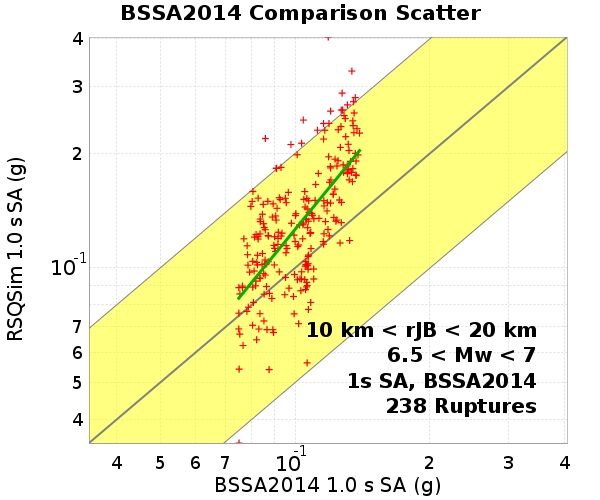 BSSA2014 Comparison Scatter
RSQSim 1.0 s SA (g)
4
3
2
10-1
7
6
5
4
10 km < rJB < 20 km
6.5 < Mw < 7
1s SA, BSSA2014
238 Ruptures
4 5 6 7 10-1 2 3 4
BSSA2014 1.0 s SA (g)